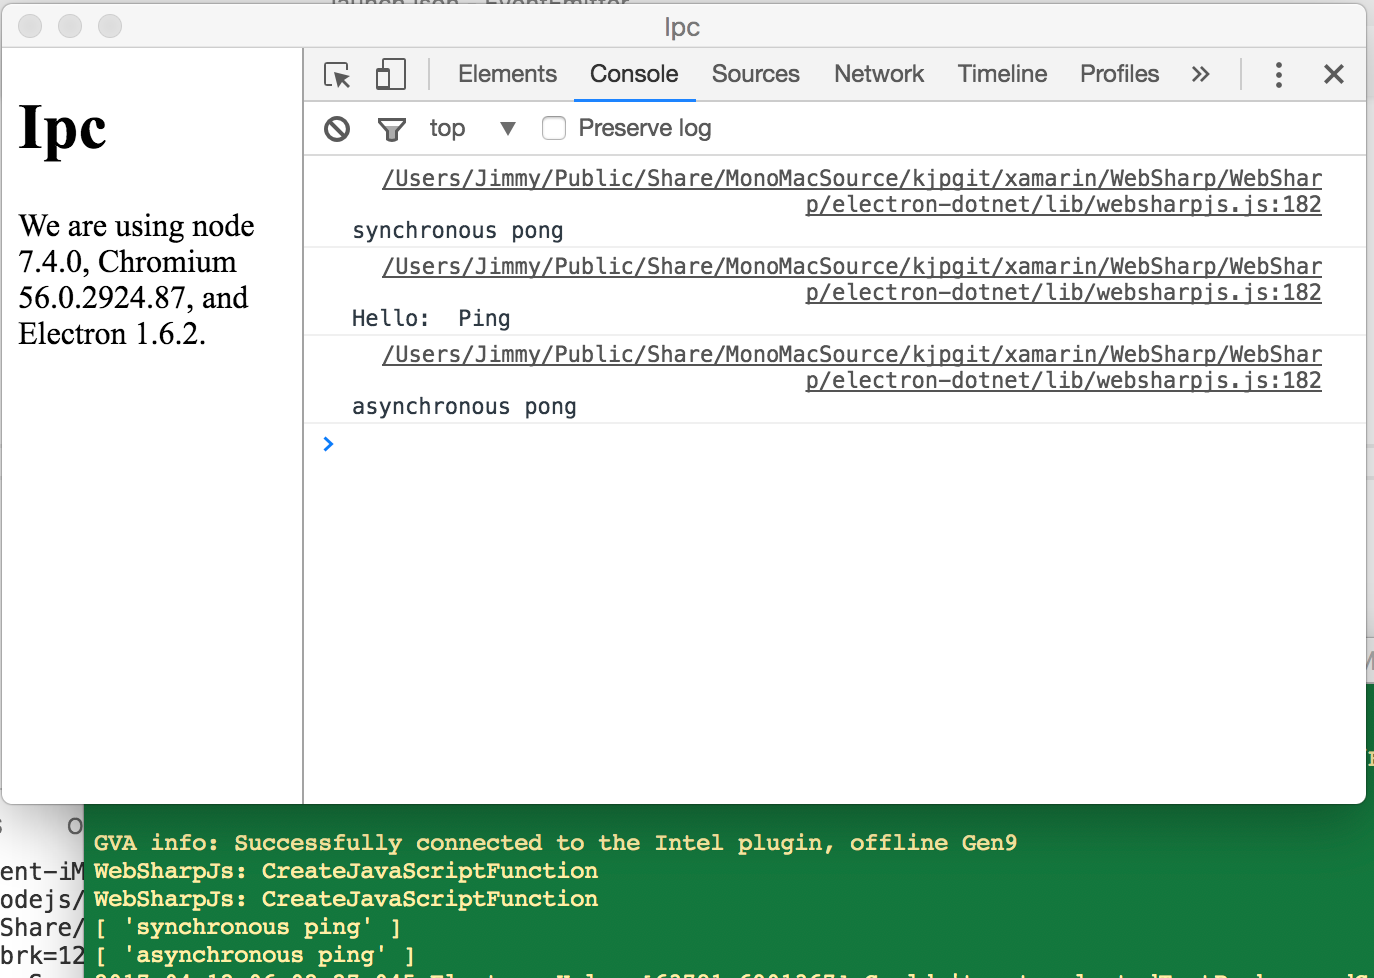 Ipc
Elements Console Sources Network Timeline Profiles »
top Preserve log
Ipc
We are using node
7.4.0, Chromium
56.0.2924.87, and
Electron 1.6.2.
/Users/Jimmy/Public/Share/MonoMacSource/kjpgit/xamarin/WebSharp/WebShar
p/electron-dotnet/lib/websharpjs.js:182
synchronous pong
/Users/Jimmy/Public/Share/MonoMacSource/kjpgit/xamarin/WebSharp/WebShar
p/electron-dotnet/lib/websharpjs.js:182
Hello:  Ping
/Users/Jimmy/Public/Share/MonoMacSource/kjpgit/xamarin/WebSharp/WebShar
p/electron-dotnet/lib/websharpjs.js:182
asynchronous pong
>
GVA info: Successfully connected to the Intel plugin, offline Gen9
ent-iM
WebSharpJs: CreateJavaScriptFunction
odejs/
WebSharpJs: CreateJavaScriptFunction
Share/
[ 'synchronous ping' ]
brk=12
[ 'asynchronous ping' ]